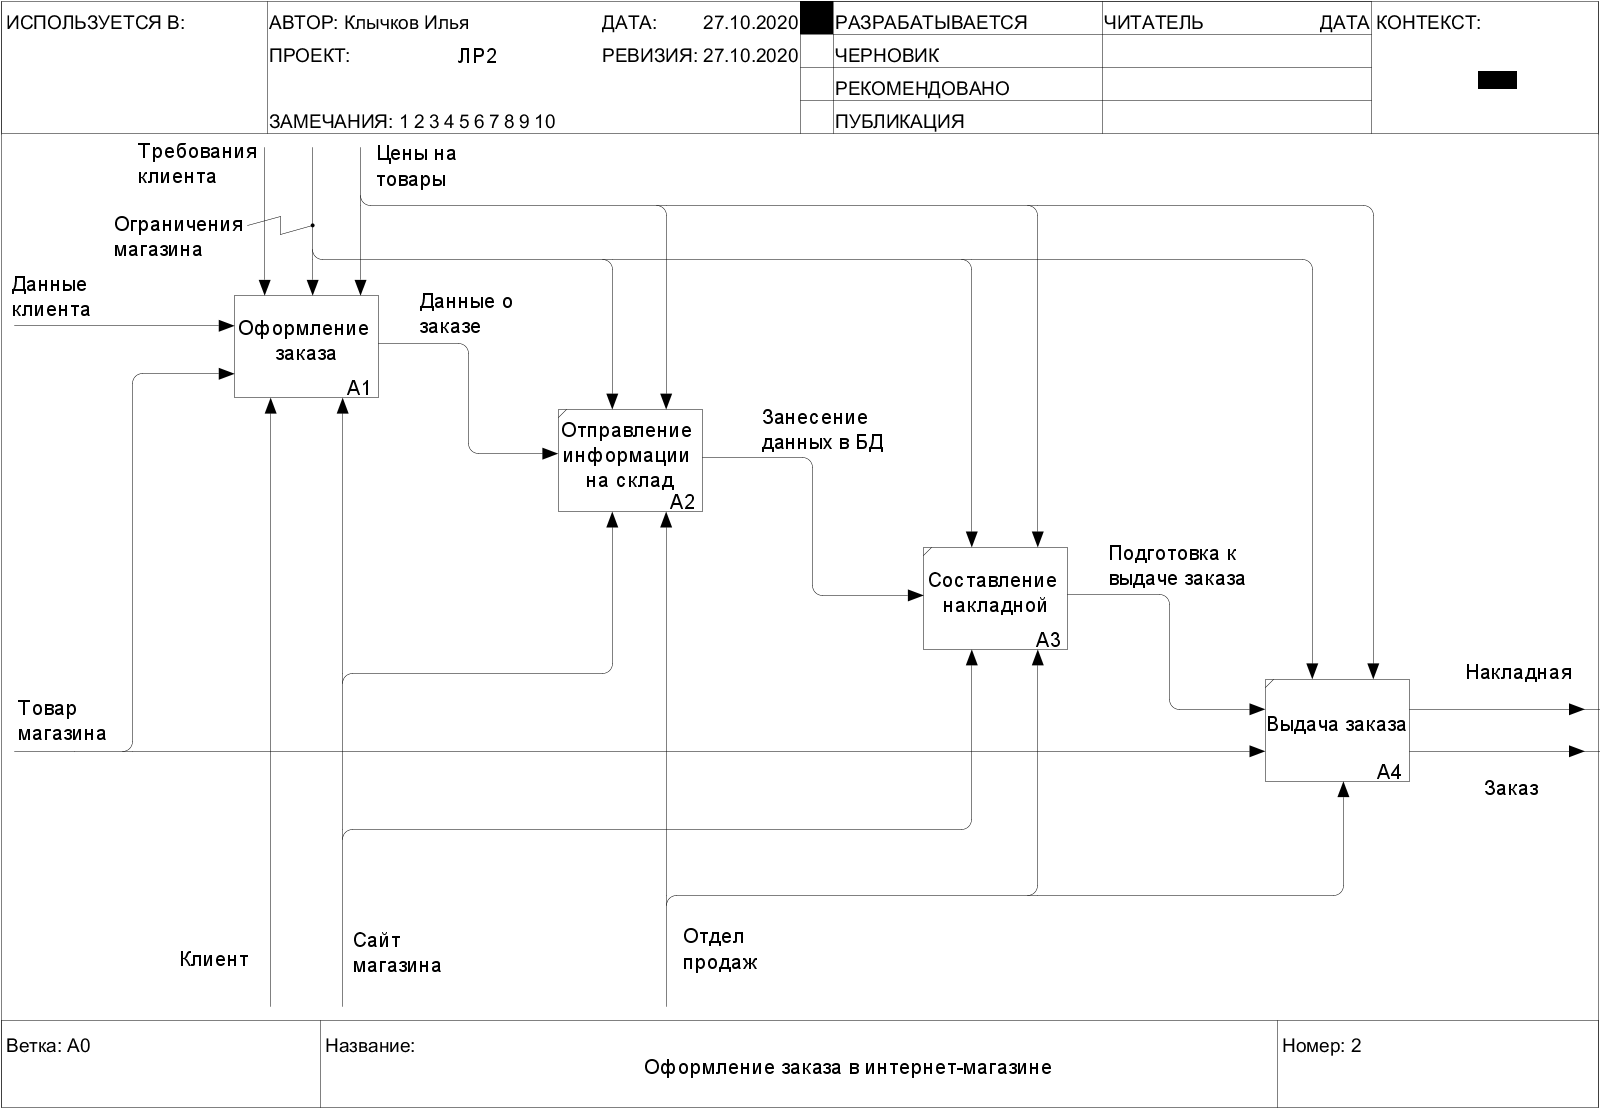 ИСПОЛЬЗУЕТСЯ В:
АВТОР: Клычков Илья
ДАТА: 27.10.2020
РАЗРАБАТЫВАЕТСЯ
ЧИТАТЕЛЬ
ДАТА
КОНТЕКСТ:
ПРОЕКТ: ЛР2
РЕВИЗИЯ: 27.10.2020
ЧЕРНОВИК
РЕКОМЕНДОВАНО
ЗАМЕЧАНИЯ: 1 2 3 4 5 6 7 8 9 10
ПУБЛИКАЦИЯ
Требования
клиента
Цены на
товары
Ограничения
магазина
Данные
клиента
Оформление
заказа
A1
Данные о
заказе
Отправление
информации
на склад
A2
Занесение
данных в БД
Составление
накладной
A3
Подготовка к
выдаче заказа
Выдача заказа
A4
Накладная
Заказ
Товар
магазина
Клиент
Сайт
магазина
Отдел
продаж
Ветка: A0
Название:
Оформление заказа в интернет-магазине
Номер: 2